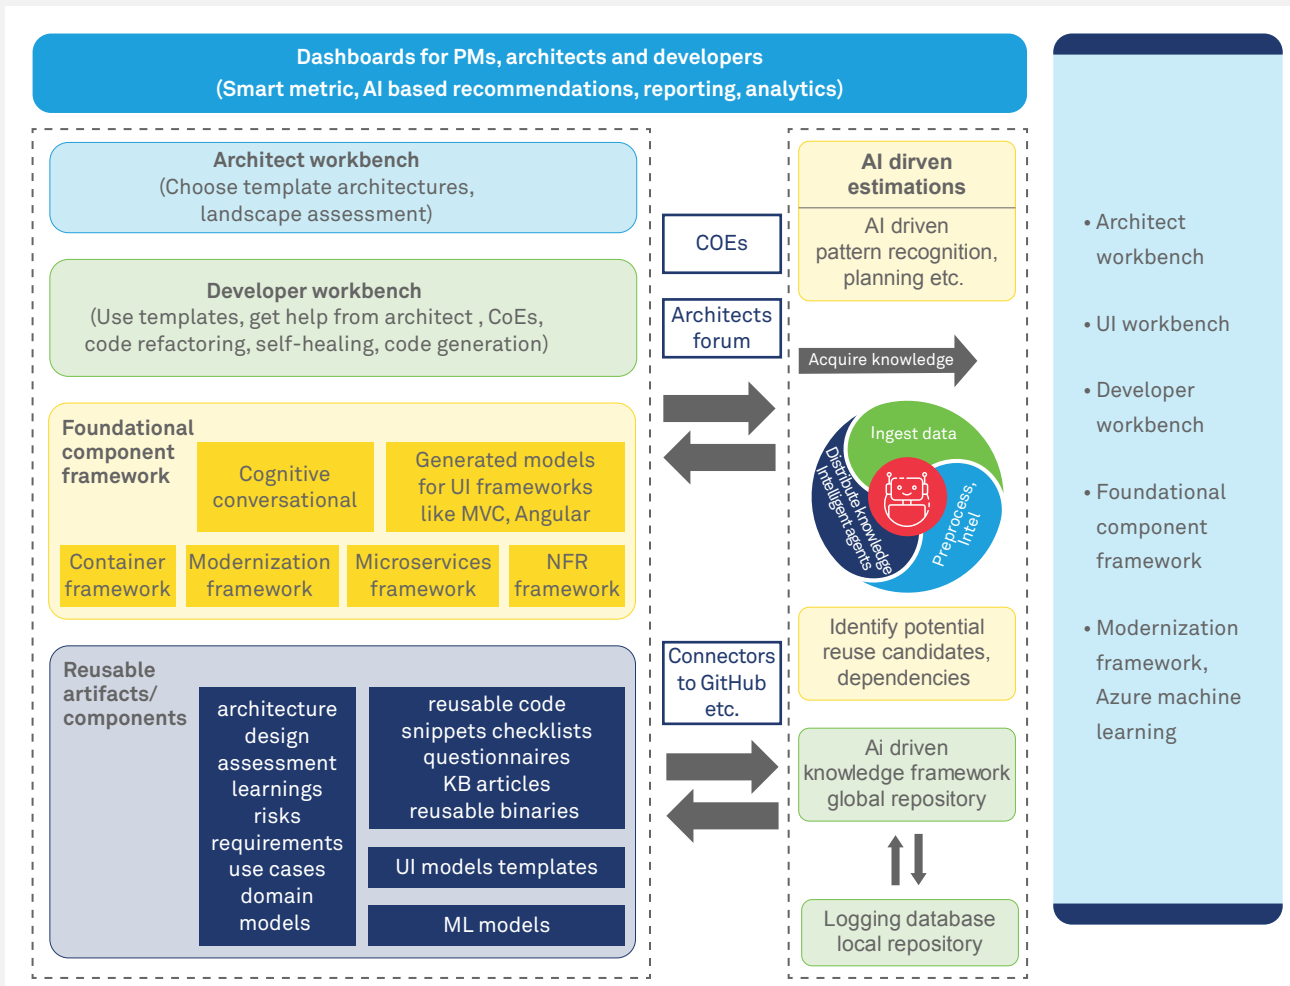 Dashboards for PMs, architects and developers
(Smart metric, AI based recommendations, reporting, analytics)
Architect workbench
(Choose template architectures,
landscape assessment)
Developer workbench
(Use templates, get help from architect , CoEs,
code refactoring, self-healing, code generation)
Foundational
component
framework
Cognitive
conversational
Generated models
for UI frameworks
like MVC, Angular
Container
framework
Modernization
framework
Microservices
framework
NFR
framework
Reusable
artifacts/
components
architecture
design
assessment
learnings
risks
requirements
use cases
domain
models
reusable code
snippets checklists
questionnaires
KB articles
reusable binaries
UI models templates
ML models
COEs
Architects
forum
Connectors
to GitHub
etc.
AI dirven
estimations
AI driven
pattern recognition,
planning etc.
Acquire knowledge
Ingest data
Distribute knowledge
Intelligent agents
Preprocess,
Intel
Identify potential
reuse candidates,
dependencies
Ai driven
knowledge framework
global repository
Logging database
local repository
• Architect
workbench
• UI workbench
• Developer
workbench
• Foundational
component
framework
• Modernization
framework,
Azure machine
learning